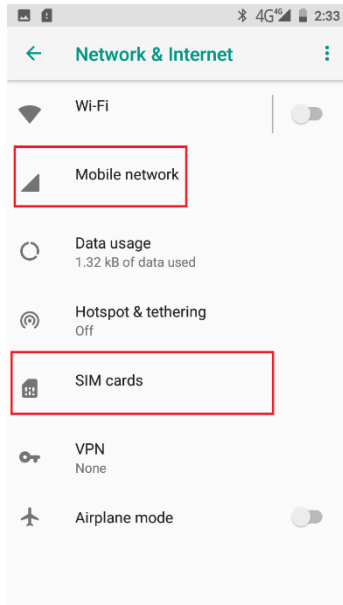 4G 4G 2:33
Network & Internet
Wi-Fi
Mobile network
Data usage
1.32 kB of data used
Hotspot & tethering
Off
SIM cards
VPN
None
Airplane mode